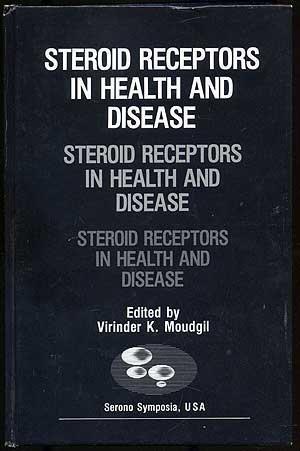 STEROID RECEPTORS
IN HEALTH AND
DISEASE
STEROID RECEPTORS
IN HEALTH AND
DISEASE
STEROID RECEPTORS
IN HEALTH AND
DISEASE
Edited by
Virinder K. Moudgil
Serono Symposia, USA